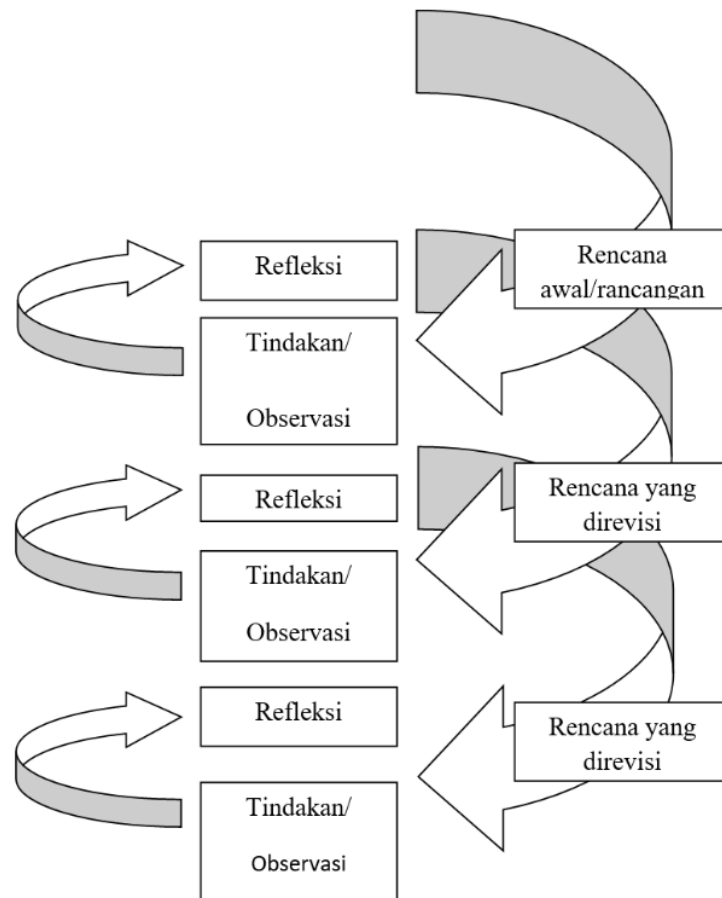 Refleksi
Rencana
awal/rancangan
Tindakan/
Observasi
Refleksi
Rencana yang
direvisi
Tindakan/
Observasi
Refleksi
Rencana yang
direvisi
Tindakan/
Observasi